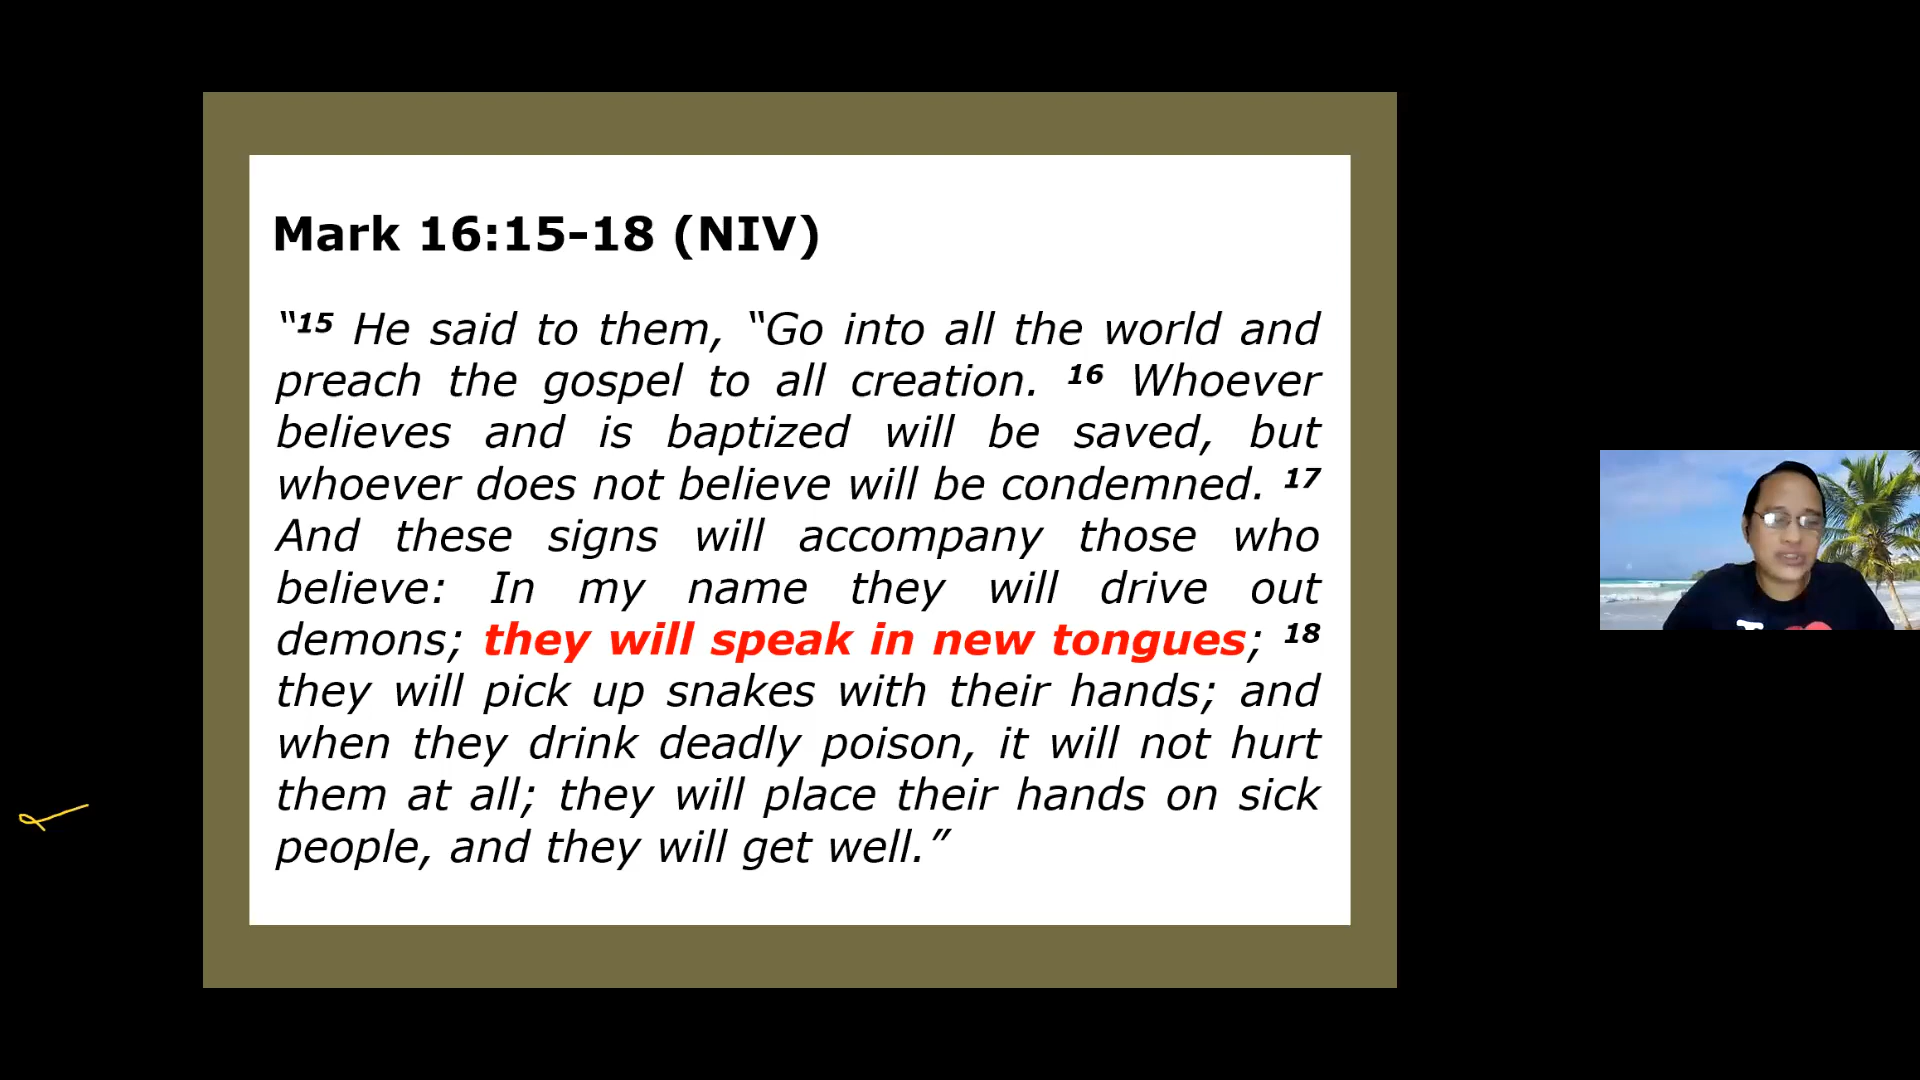 Mark 16:15-18 (NIV)
“15 He said to them, “Go into all the world and
preach the gospel to all creation. 16 Whoever
believes and is baptized will be saved, but
whoever does not believe will be condemned. 17
And these signs will accompany those who
believe: In my name they will drive out
demons; they will speak in new tongues; 18
they will pick up snakes with their hands; and
when they drink deadly poison, it will not hurt
them at all; they will place their hands on sick
people, and they will get well.”